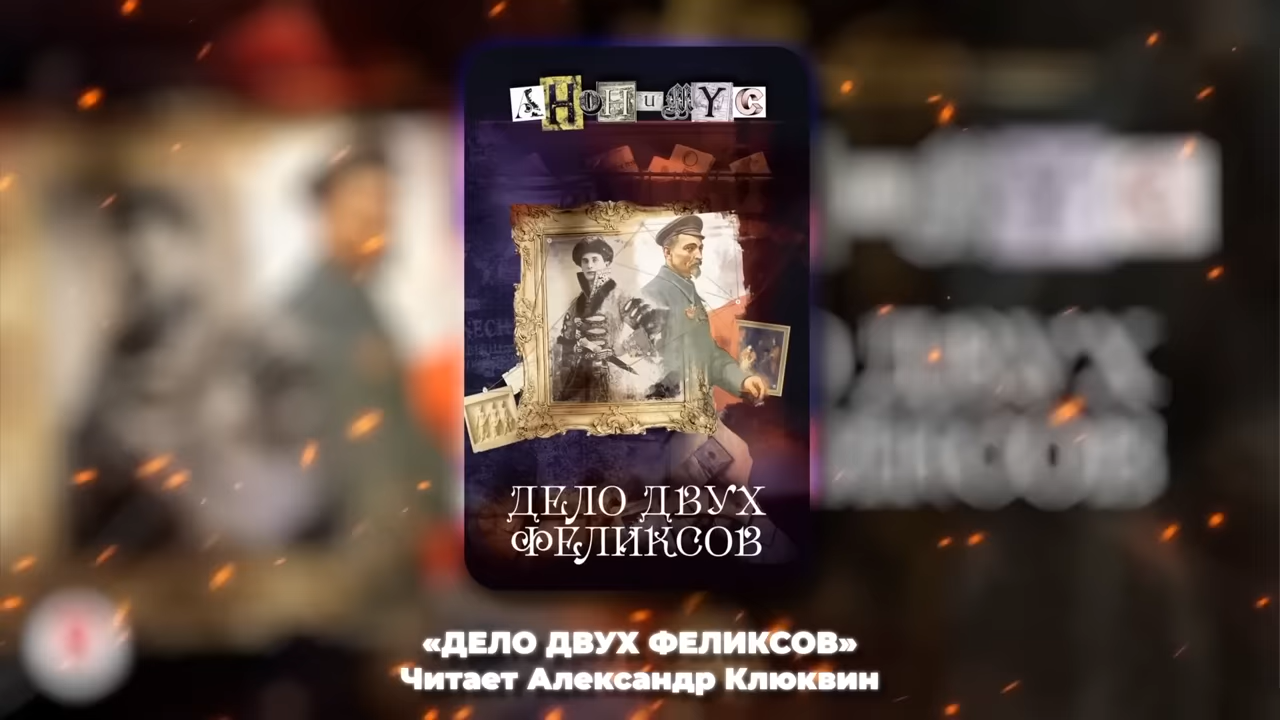 АНОНИМУС
ДЕЛО ДВУХ
ФЕЛИКСОВ
«ДЕЛО ДВУХ ФЕЛИКСОВ»
Читает Александр Клюквин